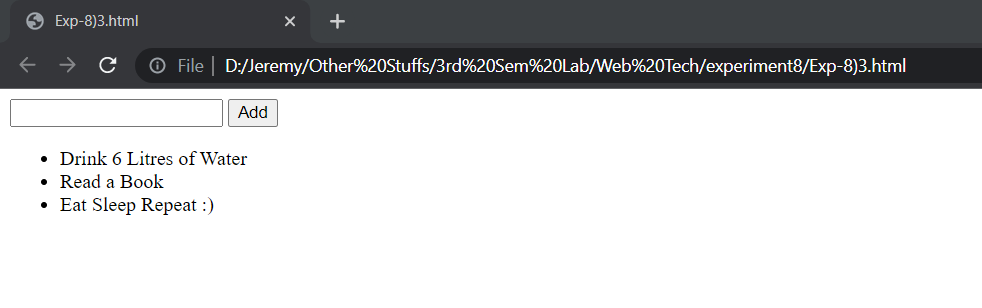 Exp-8)3.html
File | D:/Jeremy/Other%20Stuffs/3rd%20Sem%20Lab/Web%20Tech/experiment8/Exp-8)3.html
Add
• Drink 6 Litres of Water
• Read a Book
• Eat Sleep Repeat :)